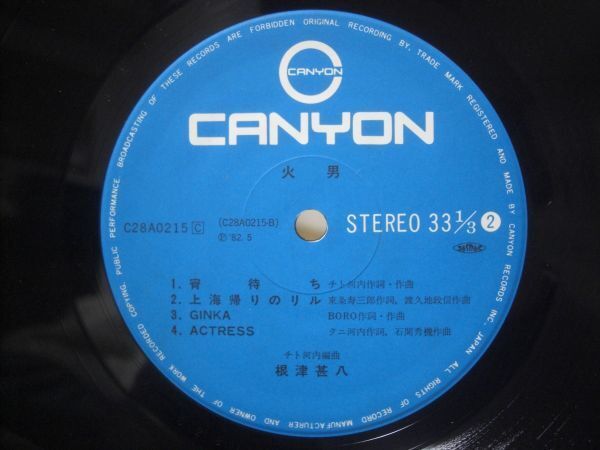 CANYON
CANYON
火男
C28A0215 C
(C28A0215-B)
℗ '82. 5
STEREO 33 1/3 2
1. 宵待ち チト河内作詞・作曲
2. 上海帰りのリル 東条寿三郎作詞, 渡久地政信作曲
3. GINKA BORO作詞・作曲
4. ACTRESS クニ河内作詞, 石間秀機作曲
チト河内編曲
根津甚八
ALL RIGHTS OF RECORD MANUFACTURER AND OWNER OF THE WORK RECORDED COPYING, PUBLIC PERFORMANCE, BROADCASTING OF THESE RECORDS ARE FORBIDDEN ORIGINAL RECORDING BY, TRADE MARK REGISTERED AND MADE BY CANYON RECORDS INC. JAPAN